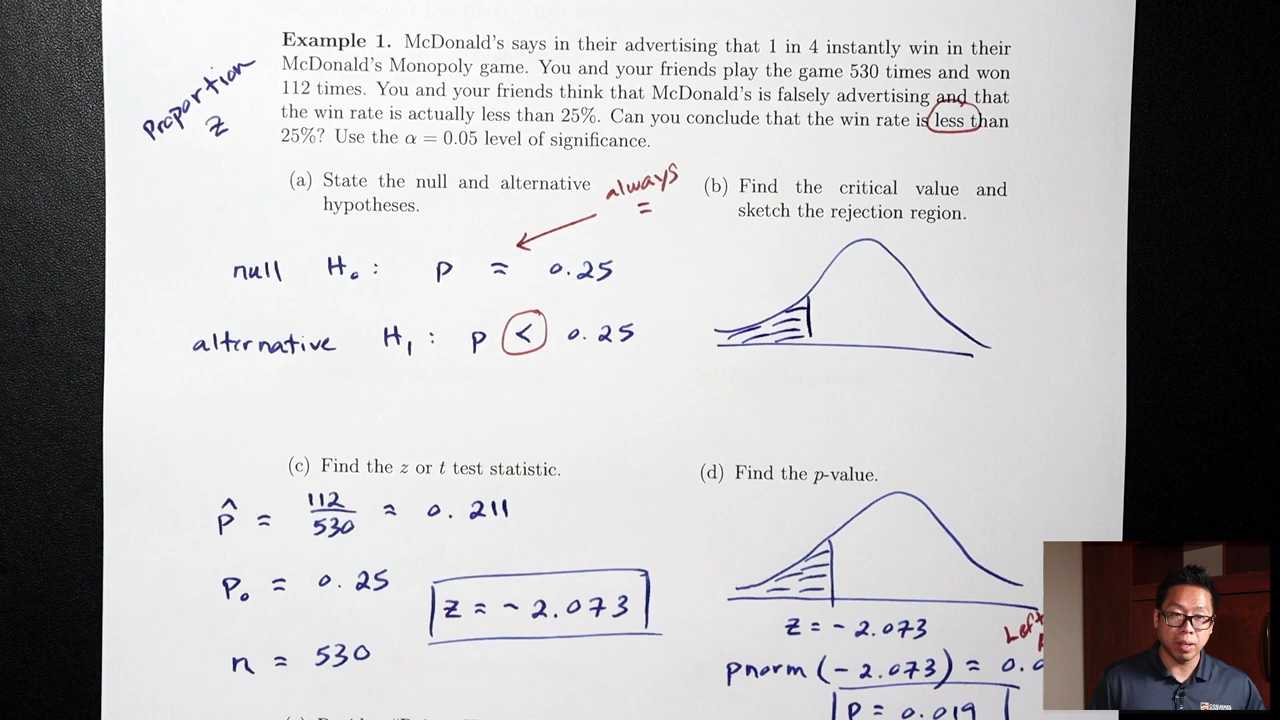 Example 1. McDonald's says in their advertising that 1 in 4 instantly win in their
McDonald's Monopoly game. You and your friends play the game 530 times and won
112 times. You and your friends think that McDonald's is falsely advertising and that
the win rate is actually less than 25%. Can you conclude that the win rate is less than
25%? Use the α = 0.05 level of significance.
Proportion
z
(a) State the null and alternative
hypotheses.
always
=
null H₀ : p = 0.25
alternative H₁ : p < 0.25
(b) Find the critical value and
sketch the rejection region.
(c) Find the z or t test statistic.
p̂ = 112/530 ≈ 0.211
p₀ = 0.25
n = 530
z = -2.073
(d) Find the p-value.
z = -2.073
Left
pnorm (-2.073) = 0.0
p = 0.019